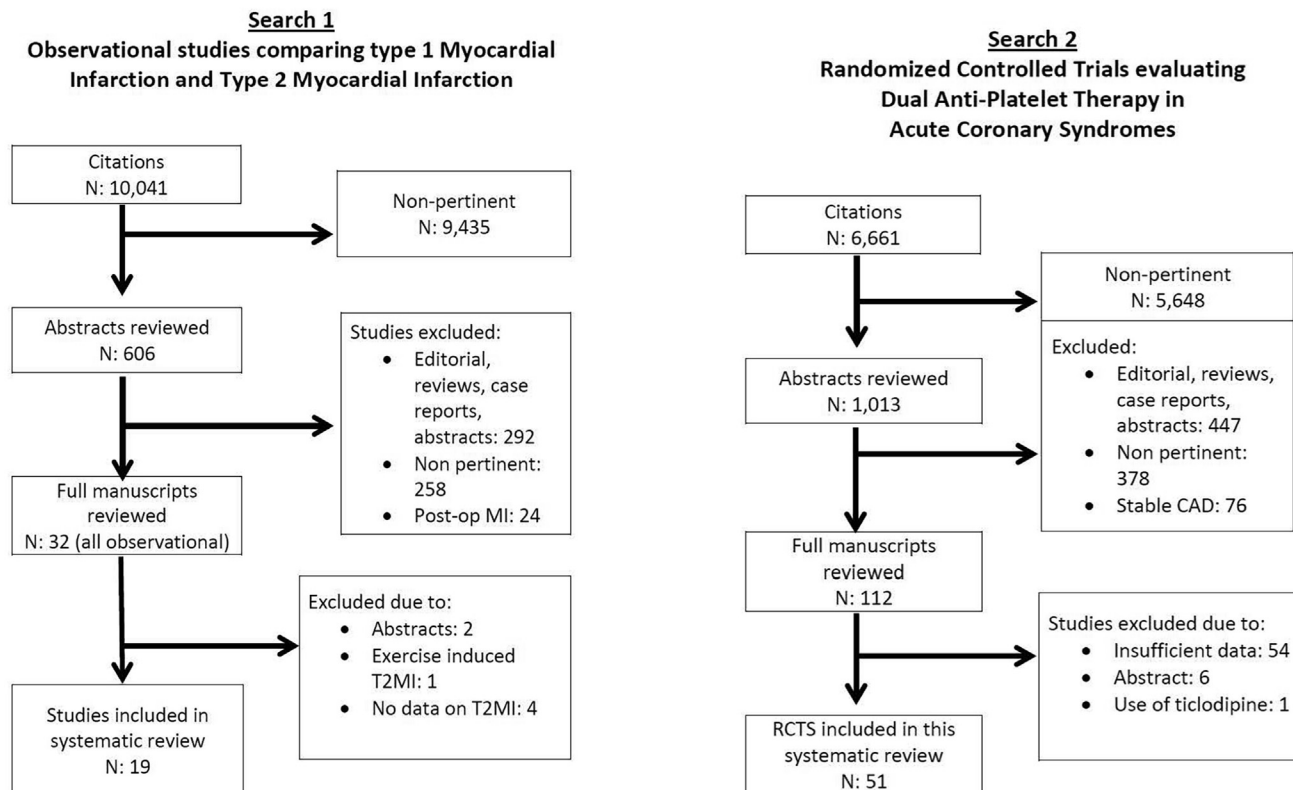 Search 1
Observational studies comparing type 1 Myocardial
Infarction and Type 2 Myocardial Infarction
Citations
N: 10,041
Non-pertinent
N: 9,435
Abstracts reviewed
N: 606
Studies excluded:
• Editorial,
reviews, case
reports,
abstracts: 292
• Non pertinent:
258
• Post-op MI: 24
Full manuscripts
reviewed
N: 32 (all observational)
Excluded due to:
• Abstracts: 2
• Exercise induced
T2MI: 1
• No data on T2MI: 4
Studies included in
systematic review
N: 19
Search 2
Randomized Controlled Trials evaluating
Dual Anti-Platelet Therapy in
Acute Coronary Syndromes
Citations
N: 6,661
Non-pertinent
N: 5,648
Abstracts reviewed
N: 1,013
Excluded:
• Editorial, reviews,
case reports,
abstracts: 447
• Non pertinent:
378
• Stable CAD: 76
Full manuscripts
reviewed
N: 112
Studies excluded due to:
• Insufficient data: 54
• Abstract: 6
• Use of ticlodipine: 1
RCTS included in this
systematic review
N: 51